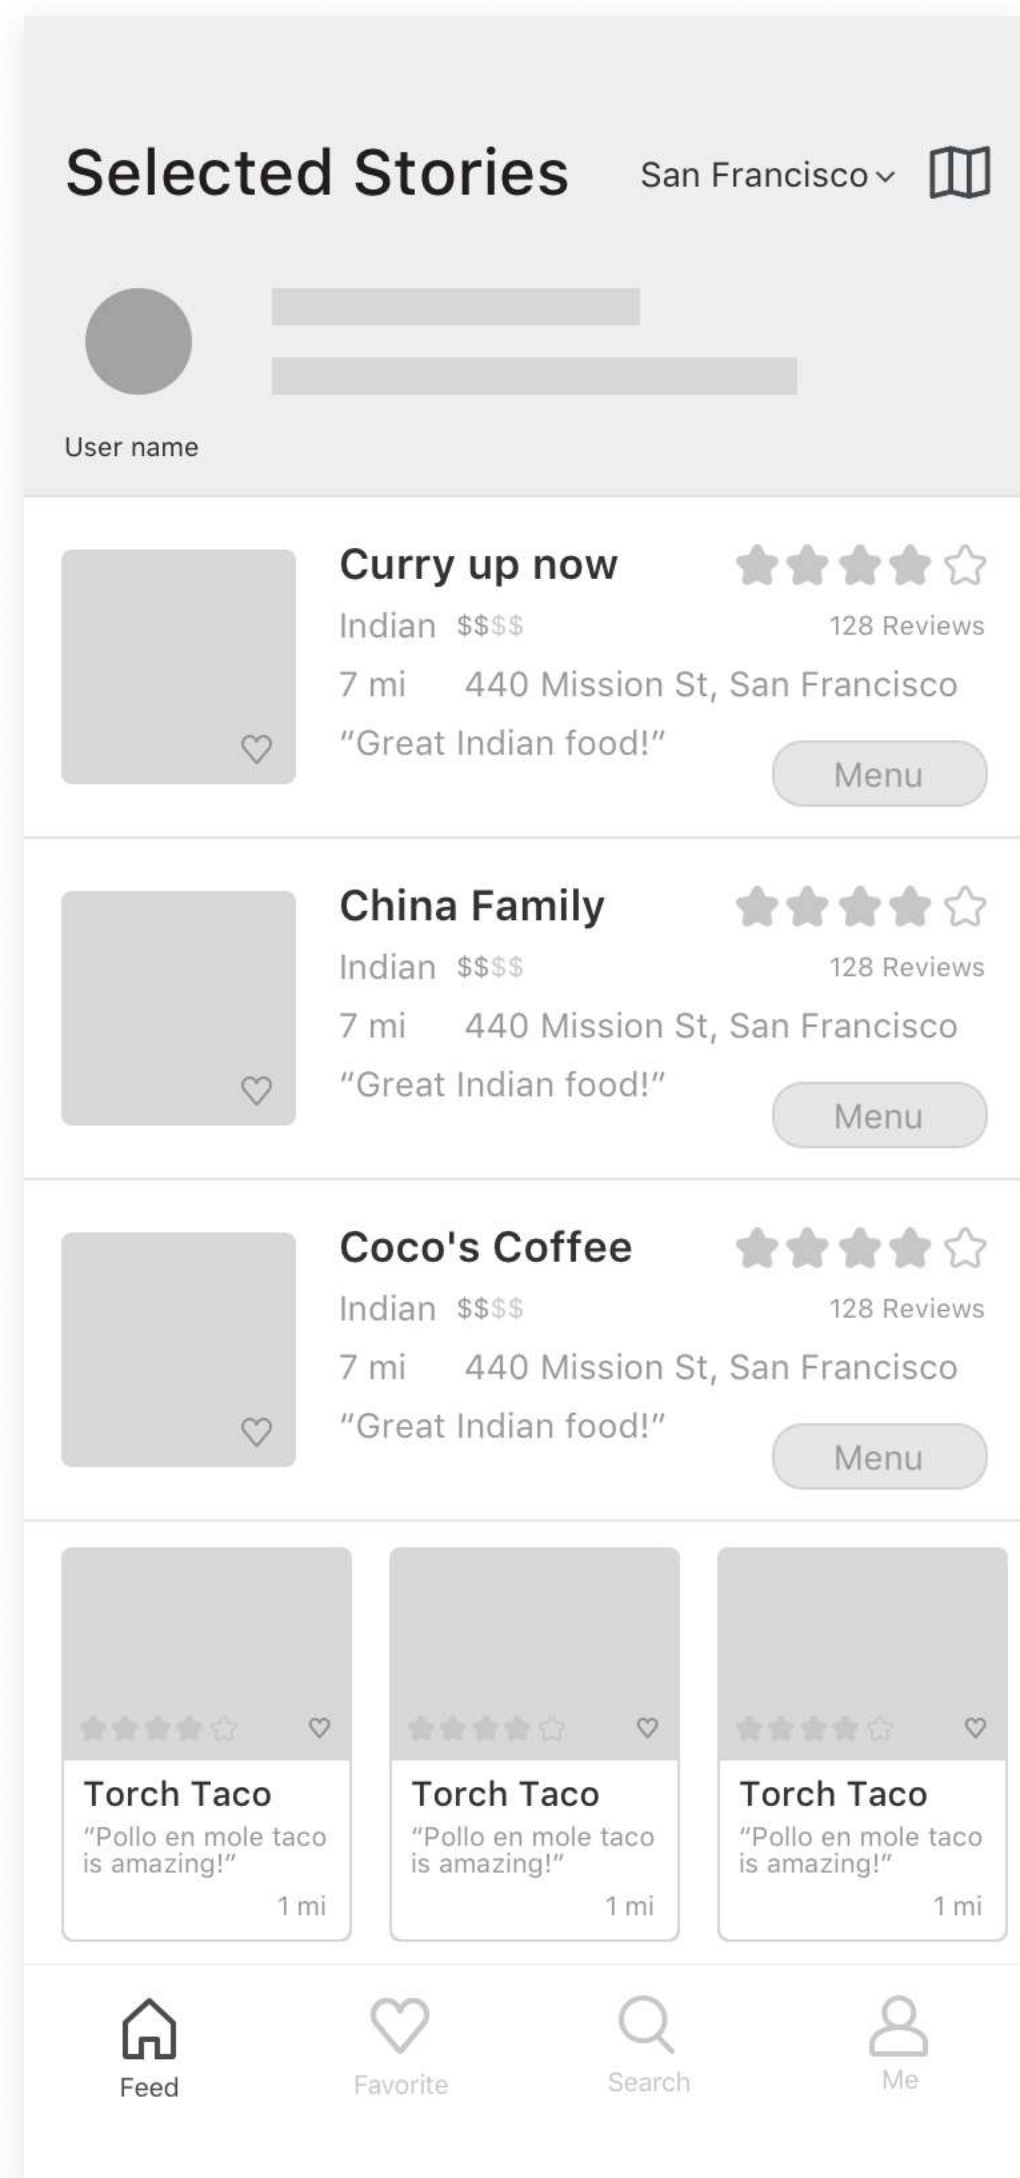 Selected Stories San Francisco
User name
Curry up now
Indian $$$$ 128 Reviews
7 mi 440 Mission St, San Francisco
“Great Indian food!”
Menu
China Family
Indian $$$$ 128 Reviews
7 mi 440 Mission St, San Francisco
“Great Indian food!”
Menu
Coco's Coffee
Indian $$$$ 128 Reviews
7 mi 440 Mission St, San Francisco
“Great Indian food!”
Menu
Torch Taco
“Pollo en mole taco
is amazing!”
1 mi
Torch Taco
“Pollo en mole taco
is amazing!”
1 mi
Torch Taco
“Pollo en mole taco
is amazing!”
1 mi
Feed Favorite Search Me